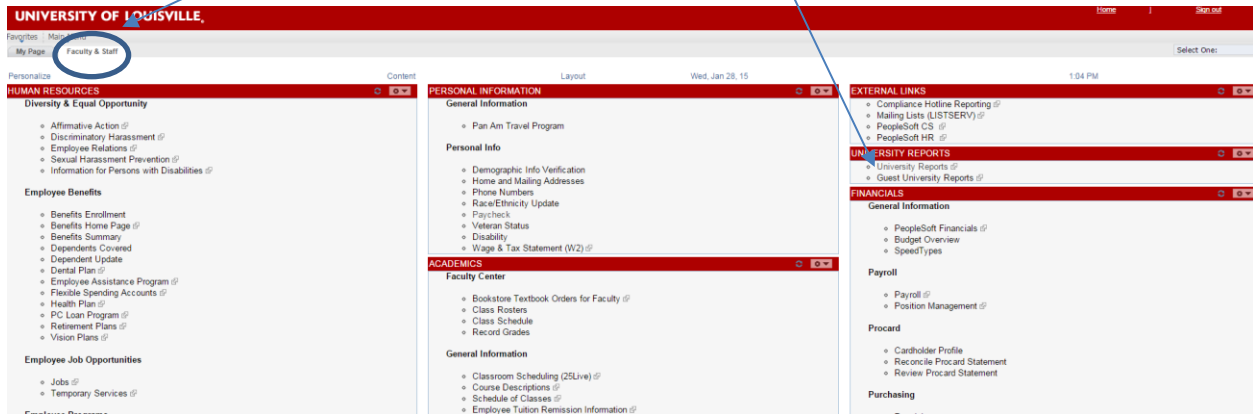 UNIVERSITY OF LOUISVILLE.
Home ] Sign out
Favorites Main Menu
My Page Faculty & Staff
Select One:
Personalize Content Layout Wed, Jan 28, 15 1:04 PM
HUMAN RESOURCES
Diversity & Equal Opportunity
Affirmative Action
Discriminatory Harassment
Employee Relations
Sexual Harassment Prevention
Information for Persons with Disabilities
Employee Benefits
Benefits Enrollment
Benefits Home Page
Benefits Summary
Dependents Covered
Dependent Update
Dental Plan
Employee Assistance Program
Flexible Spending Accounts
Health Plan
PC Loan Program
Retirement Plans
Vision Plans
Employee Job Opportunities
Jobs
Temporary Services
Employee Programs
PERSONAL INFORMATION
General Information
Pan Am Travel Program
Personal Info
Demographic Info Verification
Home and Mailing Addresses
Phone Numbers
Race/Ethnicity Update
Paycheck
Veteran Status
Disability
Wage & Tax Statement (W2)
ACADEMICS
Faculty Center
Bookstore Textbook Orders for Faculty
Class Rosters
Class Schedule
Record Grades
General Information
Classroom Scheduling (25Live)
Course Descriptions
Schedule of Classes
Employee Tuition Remission Information
EXTERNAL LINKS
Compliance Hotline Reporting
Mailing Lists (LISTSERV)
PeopleSoft CS
PeopleSoft HR
UNIVERSITY REPORTS
University Reports
Guest University Reports
FINANCIALS
General Information
PeopleSoft Financials
Budget Overview
SpeedTypes
Payroll
Payroll
Position Management
Procard
Cardholder Profile
Reconcile Procard Statement
Review Procard Statement
Purchasing